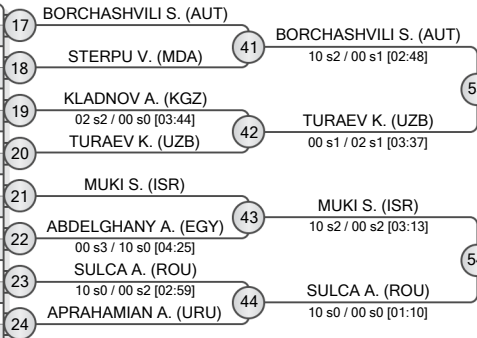 BORCHASHVILI S. (AUT)
17
41
BORCHASHVILI S. (AUT)
10 s2 / 00 s1 [02:48]
STERPU V. (MDA)
18
KLADNOV A. (KGZ)
19
02 s2 / 00 s0 [03:44]
42
TURAEV K. (UZB)
00 s1 / 02 s1 [03:37]
TURAEV K. (UZB)
20
MUKI S. (ISR)
21
43
MUKI S. (ISR)
10 s2 / 00 s2 [03:13]
ABDELGHANY A. (EGY)
22
00 s3 / 10 s0 [04:25]
SULCA A. (ROU)
23
10 s0 / 00 s2 [02:59]
44
SULCA A. (ROU)
10 s0 / 00 s0 [01:10]
APRAHAMIAN A. (URU)
24